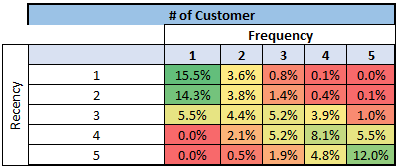 # of Customer
Frequency
1 2 3 4 5
Recency
1 15.5% 3.6% 0.8% 0.1% 0.0%
2 14.3% 3.8% 1.4% 0.4% 0.1%
3 5.5% 4.4% 5.2% 3.9% 1.0%
4 0.0% 2.1% 5.2% 8.1% 5.5%
5 0.0% 0.5% 1.9% 4.8% 12.0%